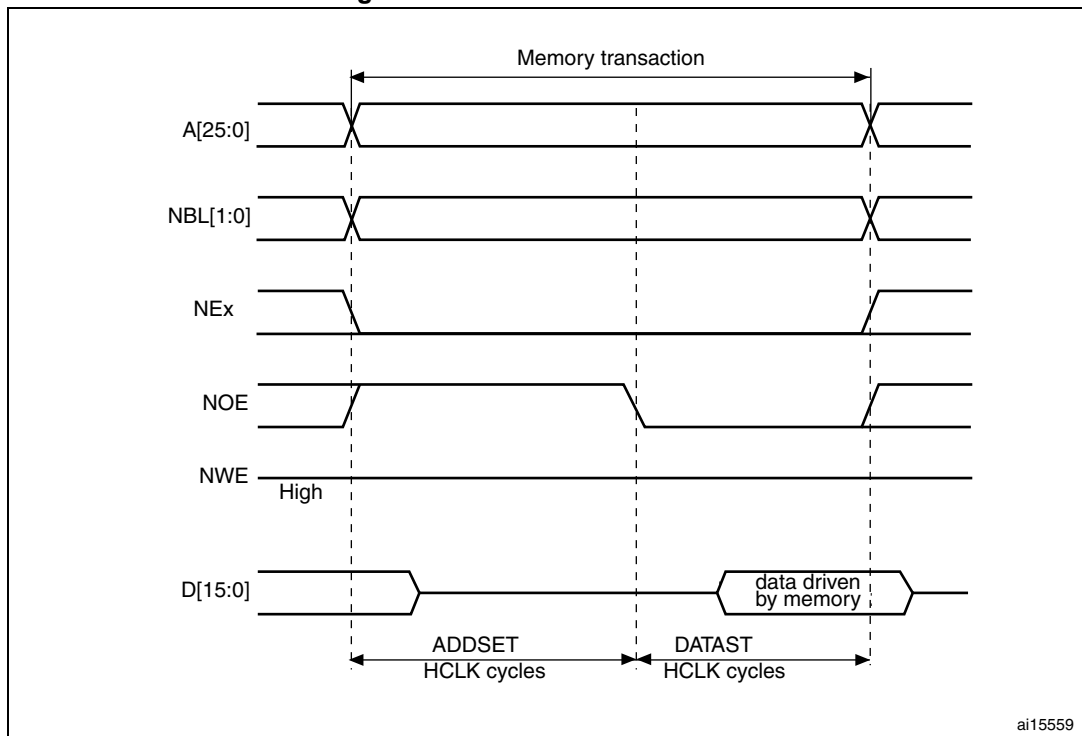 Memory transaction
A[25:0]
NBL[1:0]
NEx
NOE
NWE
High
D[15:0]
data driven
by memory
ADDSET
HCLK cycles
DATAST
HCLK cycles
ai15559